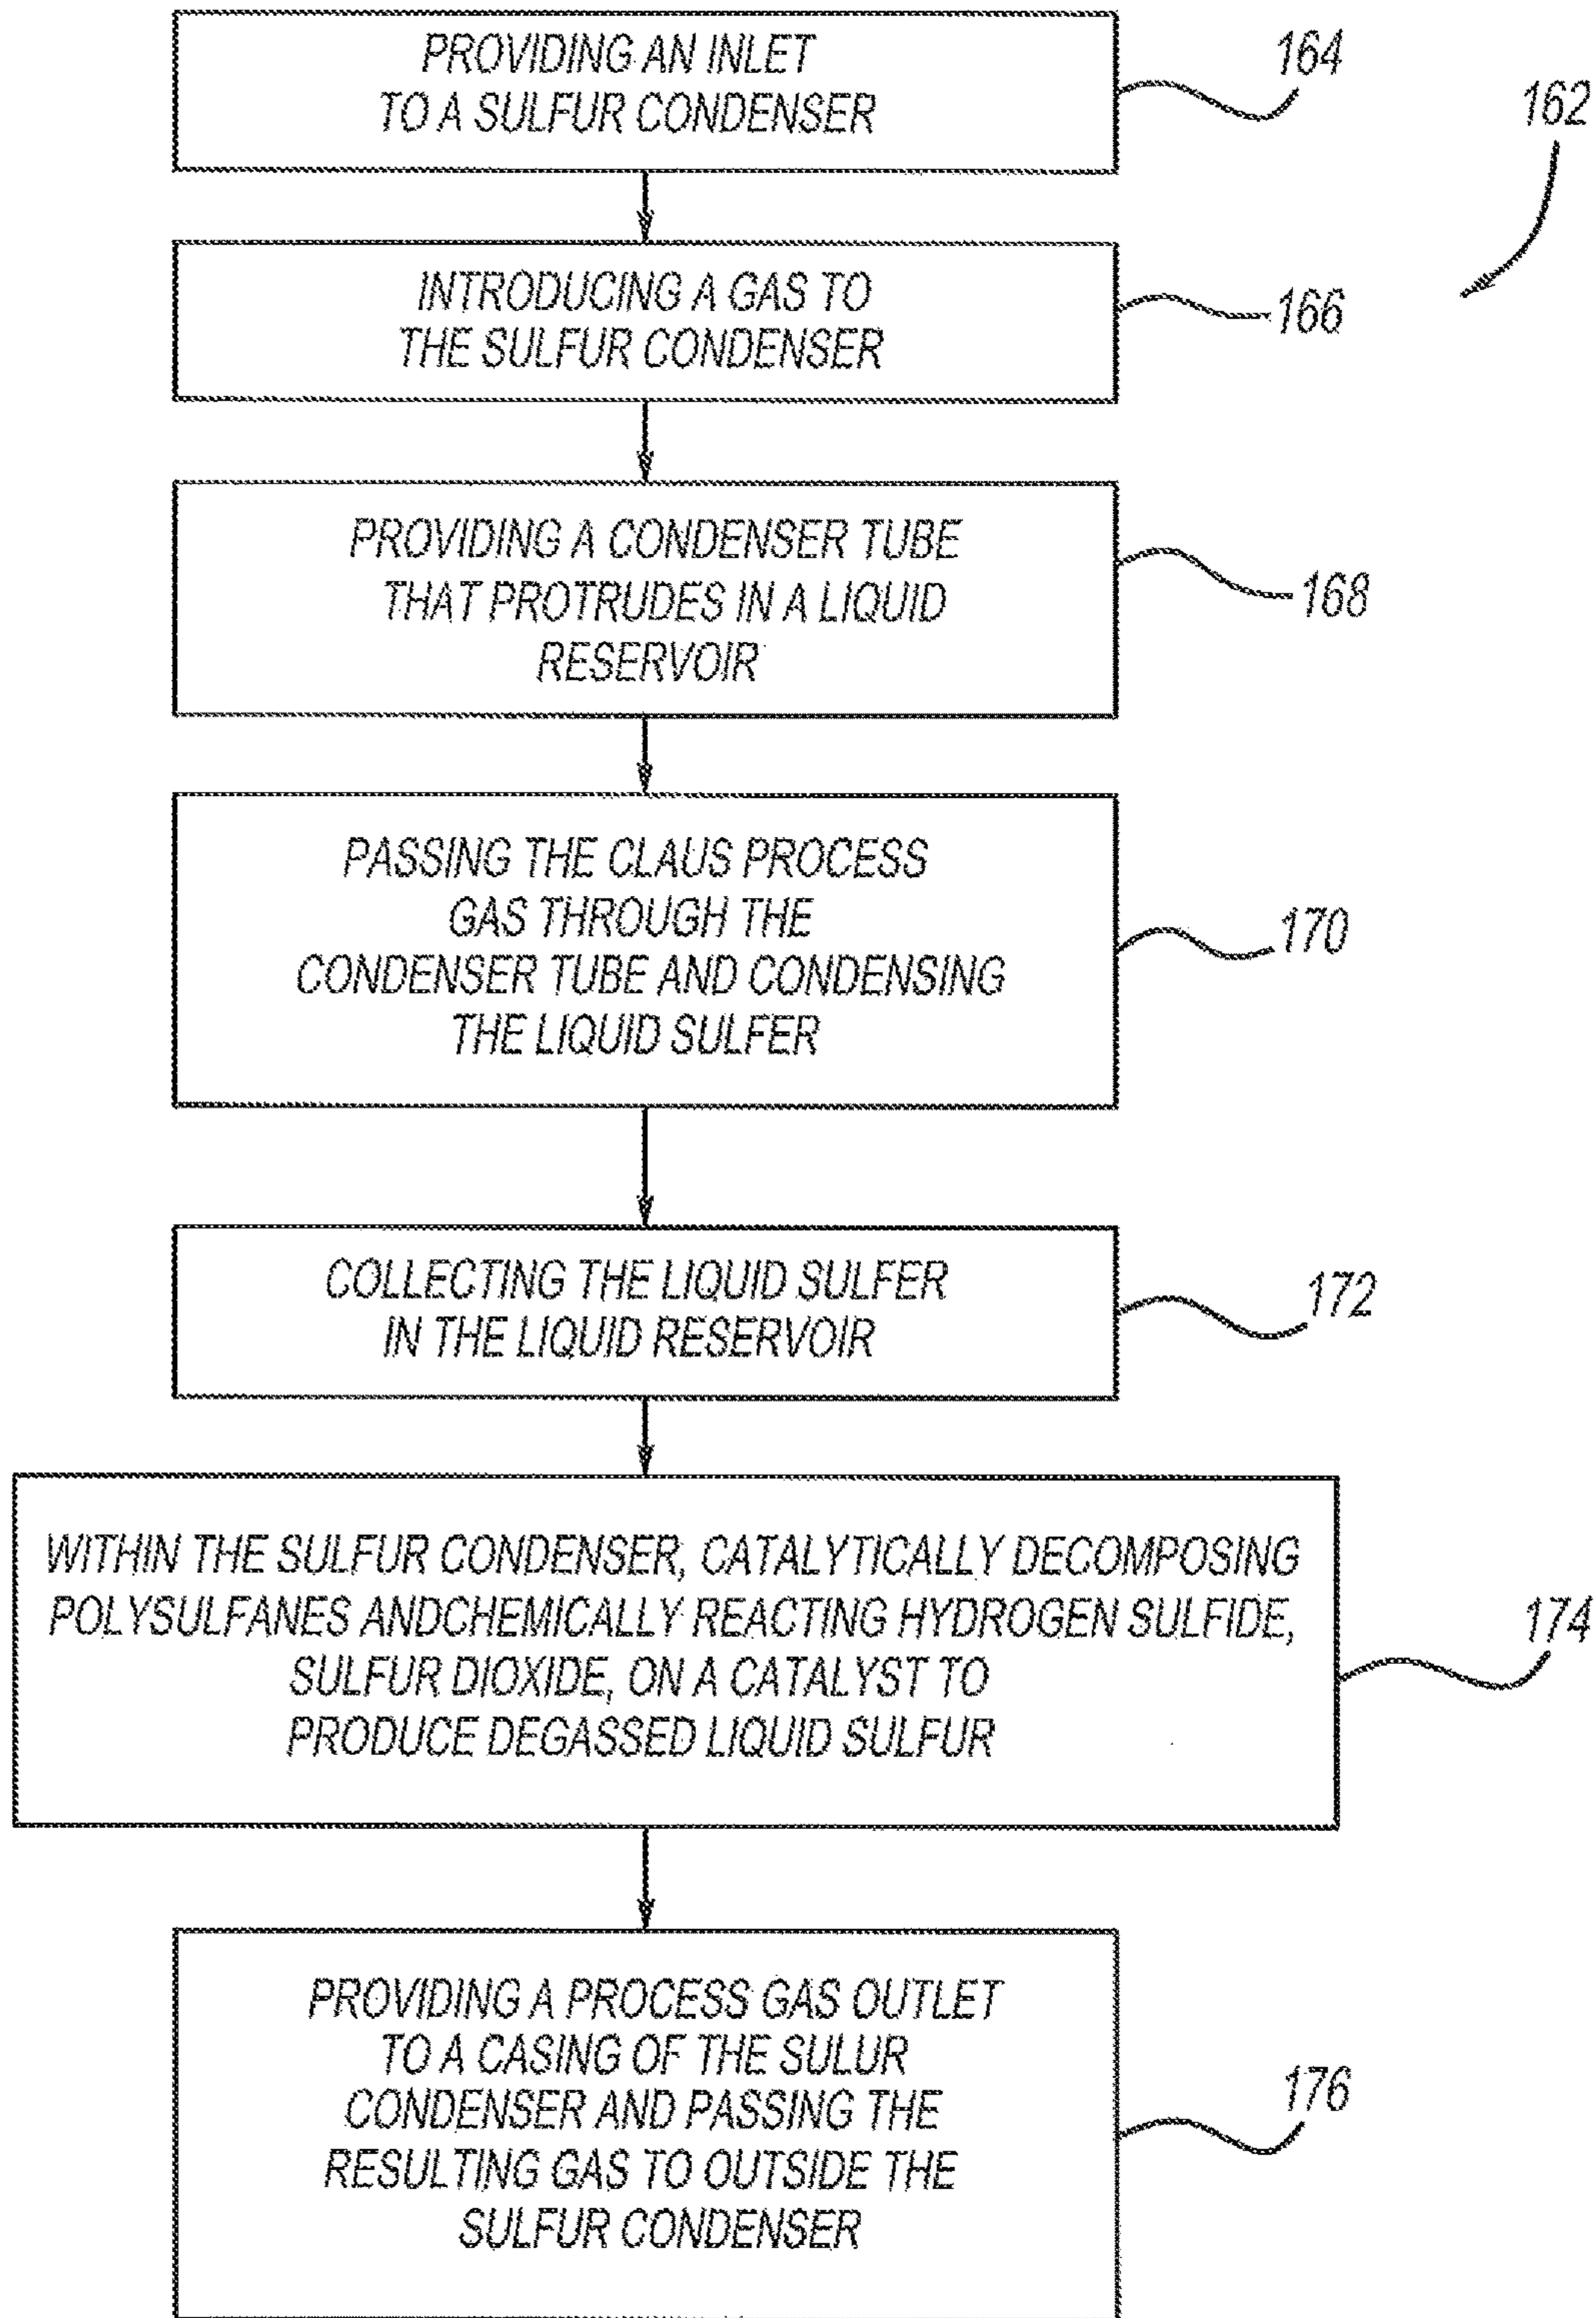 PROVIDING AN INLET
TO A SULFUR CONDENSER
164
162
INTRODUCING A GAS TO
THE SULFUR CONDENSER
166
PROVIDING A CONDENSER TUBE
THAT PROTRUDES IN A LIQUID
RESERVOIR
168
PASSING THE CLAUS PROCESS
GAS THROUGH THE
CONDENSER TUBE AND CONDENSING
THE LIQUID SULFER
170
COLLECTING THE LIQUID SULFER
IN THE LIQUID RESERVOIR
172
WITHIN THE SULFUR CONDENSER, CATALYTICALLY DECOMPOSING
POLYSULFANES ANDCHEMICALLY REACTING HYDROGEN SULFIDE,
SULFUR DIOXIDE, ON A CATALYST TO
PRODUCE DEGASSED LIQUID SULFUR
174
PROVIDING A PROCESS GAS OUTLET
TO A CASING OF THE SULUR
CONDENSER AND PASSING THE
RESULTING GAS TO OUTSIDE THE
SULFUR CONDENSER
176